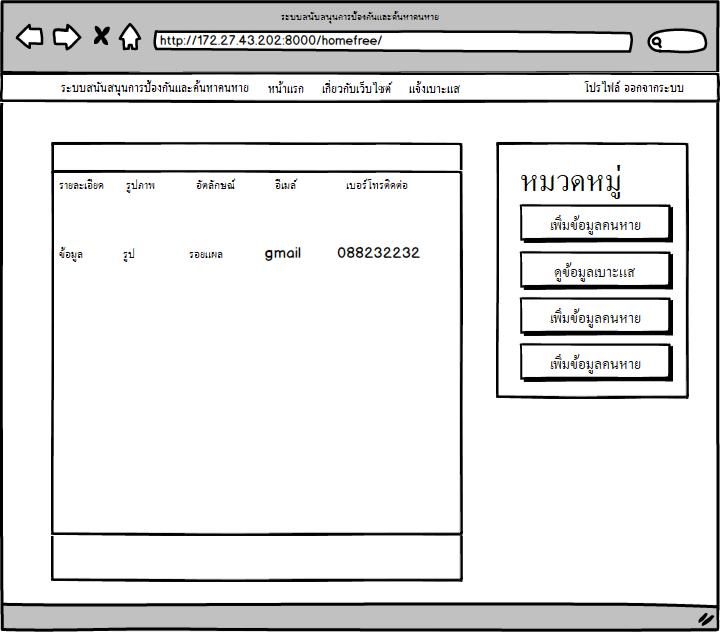 ระบบสนับสนุนการป้องกันและค้นหาคนหาย
http://172.27.43.202:8000/homefree/
ระบบสนับสนุนการป้องกันและค้นหาคนหาย หน้าแรก เกี่ยวกับเว็บไซต์ แจ้งเบาะแส โปรไฟล์ ออกจากระบบ
รายละเอียด รูปภาพ อัตลักษณ์ อีเมล์ เบอร์โทรติดต่อ
ข้อมูล รูป รอยแผล gmail 088232232
หมวดหมู่
เพิ่มข้อมูลคนหาย
ดูข้อมูลเบาะแส
เพิ่มข้อมูลคนหาย
เพิ่มข้อมูลคนหาย